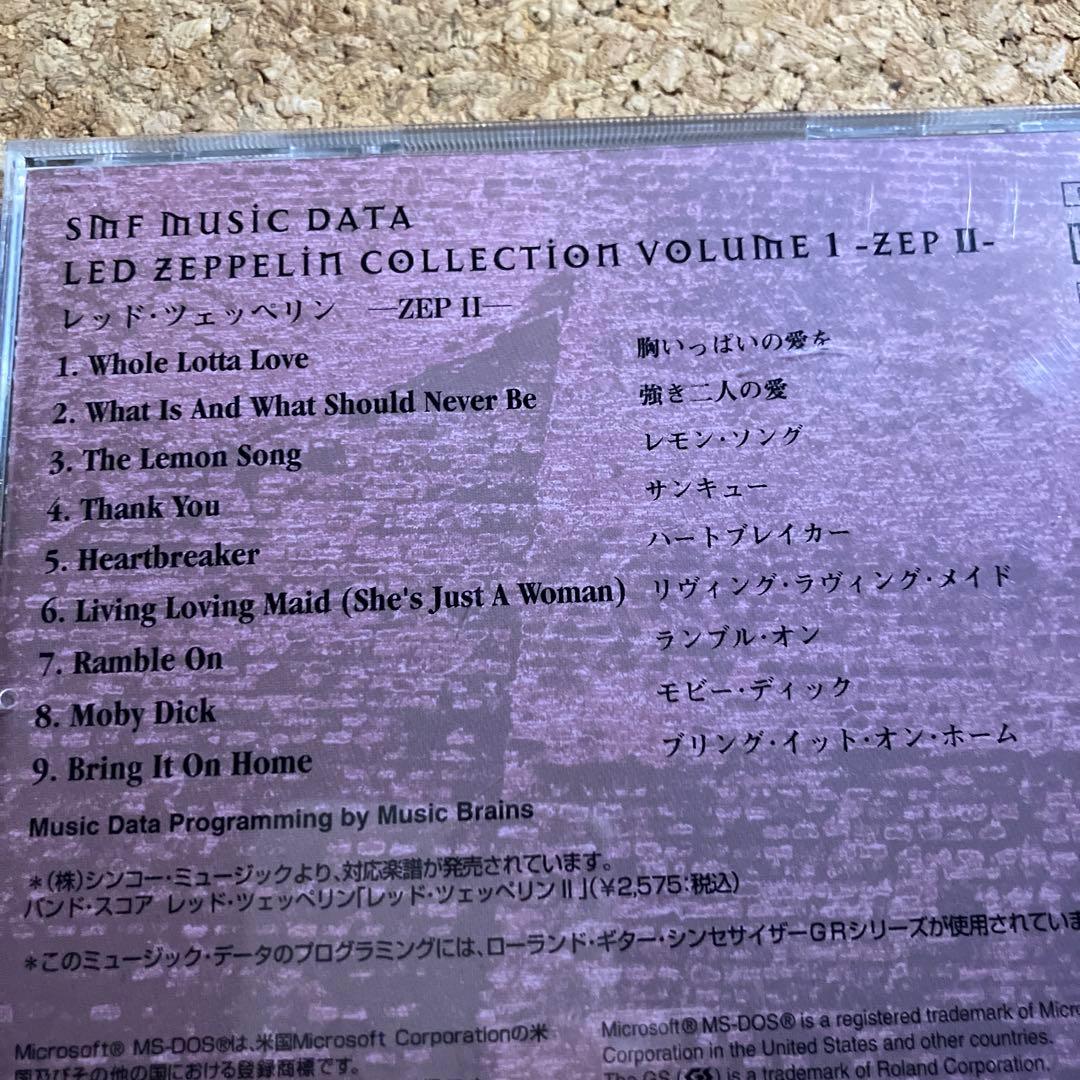 SMF MUSIC DATA
LED ZEPPELIN COLLECTION VOLUME 1 -ZEP II-
レッド・ツェッペリン —ZEP II—
1. Whole Lotta Love 胸いっぱいの愛を
2. What Is And What Should Never Be 強き二人の愛
3. The Lemon Song レモン・ソング
4. Thank You サンキュー
5. Heartbreaker ハートブレイカー
6. Living Loving Maid (She's Just A Woman) リヴィング・ラヴィング・メイド
7. Ramble On ランブル・オン
8. Moby Dick モビー・ディック
9. Bring It On Home ブリング・イット・オン・ホーム
Music Data Programming by Music Brains
*(株)シンコー・ミュージックより、対応楽譜が発売されています。
バンド・スコア レッド・ツェッペリン「レッド・ツェッペリンⅡ」(¥2,575:税込)
*このミュージック・データのプログラミングには、ローランド・ギター・シンセサイザーGRシリーズが使用されていま
Microsoft® MS-DOS®は、米国Microsoft Corporationの米
国及びその他の国における登録商標です。
Microsoft® MS-DOS® is a registered trademark of Micro
Corporation in the United States and other countries.
The GS ( GS ) is a trademark of Roland Corporation.